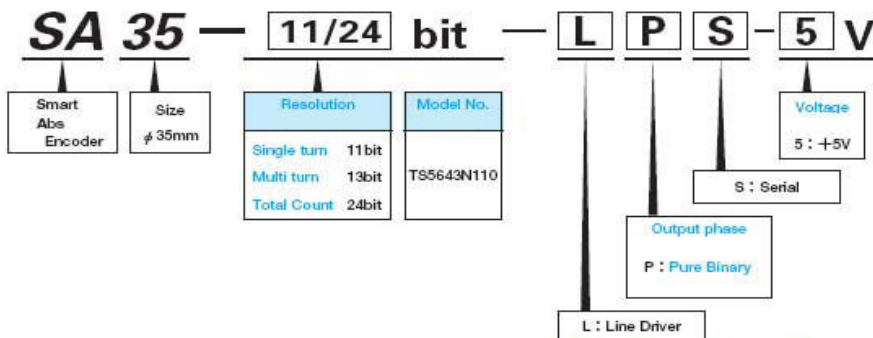 SA 35 — 11/24 bit — L P S - 5 V
Smart
Abs
Encoder
Size
φ 35mm
Resolution
Single turn 11bit
Multi turn 13bit
Total Count 24bit
Model No.
TS5643N110
Voltage
5 : +5V
S : Serial
Output phase
P : Pure Binary
L : Line Driver